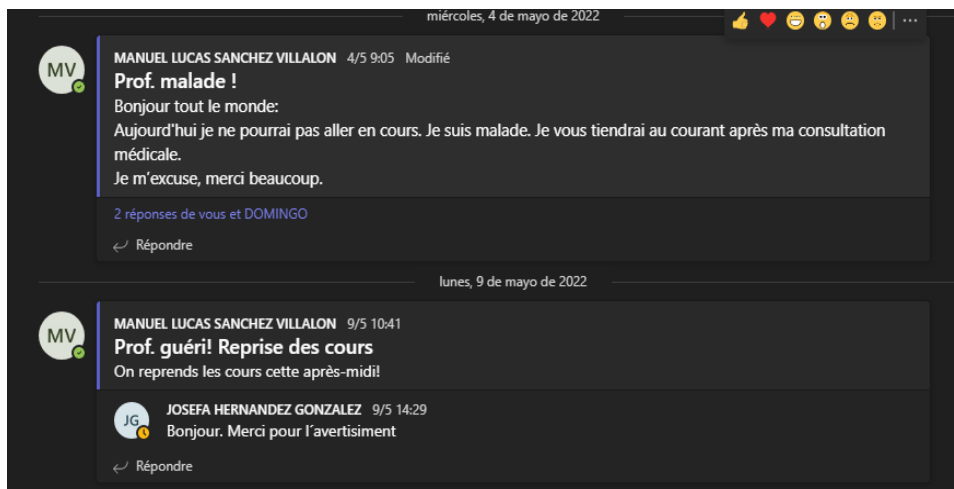 miércoles, 4 de mayo de 2022
MV
MANUEL LUCAS SANCHEZ VILLALON 4/5 9:05 Modifié
Prof. malade !
Bonjour tout le monde:
Aujourd'hui je ne pourrai pas aller en cours. Je suis malade. Je vous tiendrai au courant après ma consultation
médicale.
Je m'excuse, merci beaucoup.
2 réponses de vous et DOMINGO
Répondre
lunes, 9 de mayo de 2022
MV
MANUEL LUCAS SANCHEZ VILLALON 9/5 10:41
Prof. guéri! Reprise des cours
On reprends les cours cette après-midi!
JG
JOSEFA HERNANDEZ GONZALEZ 9/5 14:29
Bonjour. Merci pour l´avertisiment
Répondre